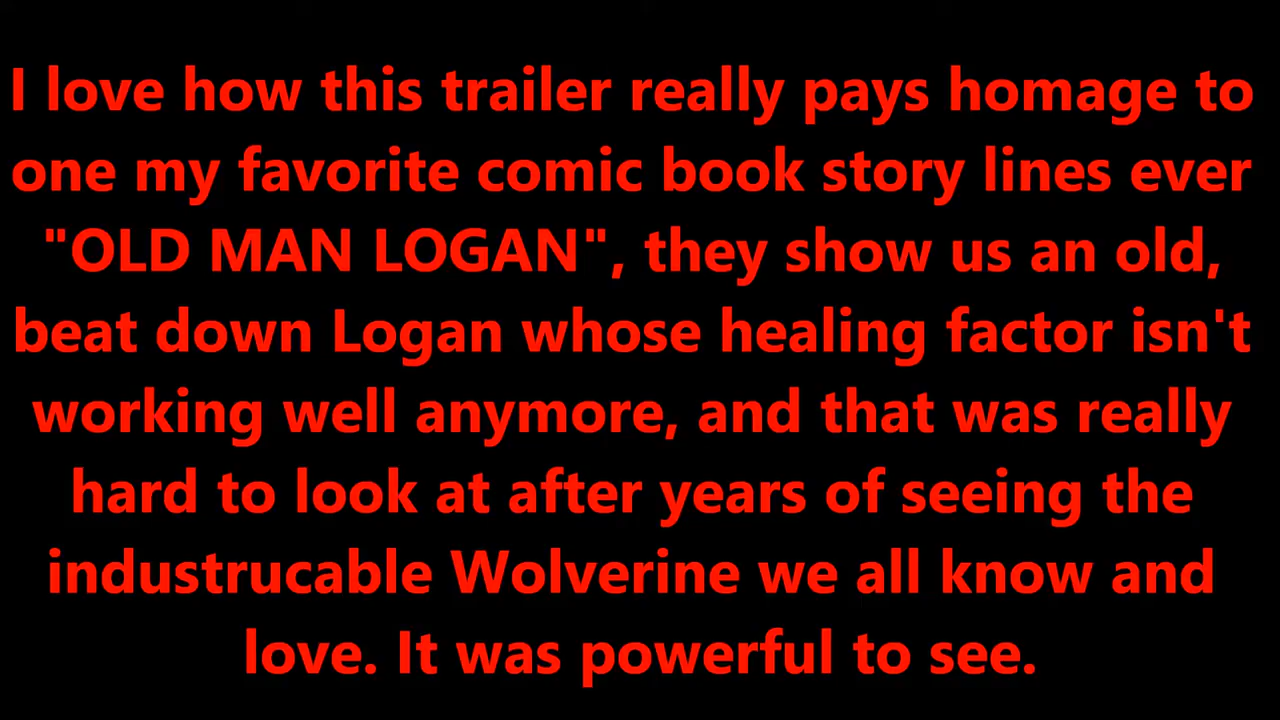 I love how this trailer really pays homage to
one my favorite comic book story lines ever
"OLD MAN LOGAN", they show us an old,
beat down Logan whose healing factor isn't
working well anymore, and that was really
hard to look at after years of seeing the
industrucable Wolverine we all know and
love. It was powerful to see.